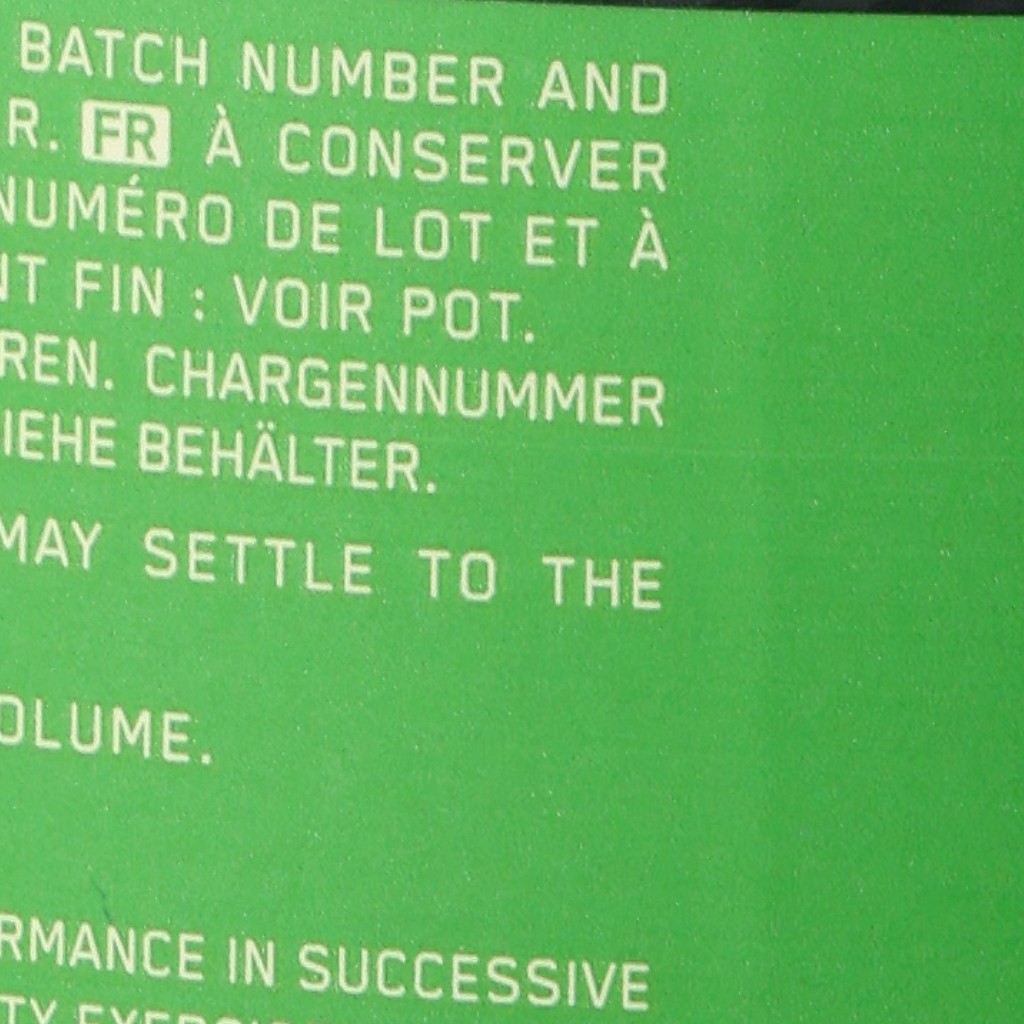 BATCH NUMBER AND
R. FR À CONSERVER
NUMÉRO DE LOT ET À
NT FIN : VOIR POT.
REN. CHARGENNUMMER
IEHE BEHÄLTER.
MAY SETTLE TO THE
OLUME.
RMANCE IN SUCCESSIVE